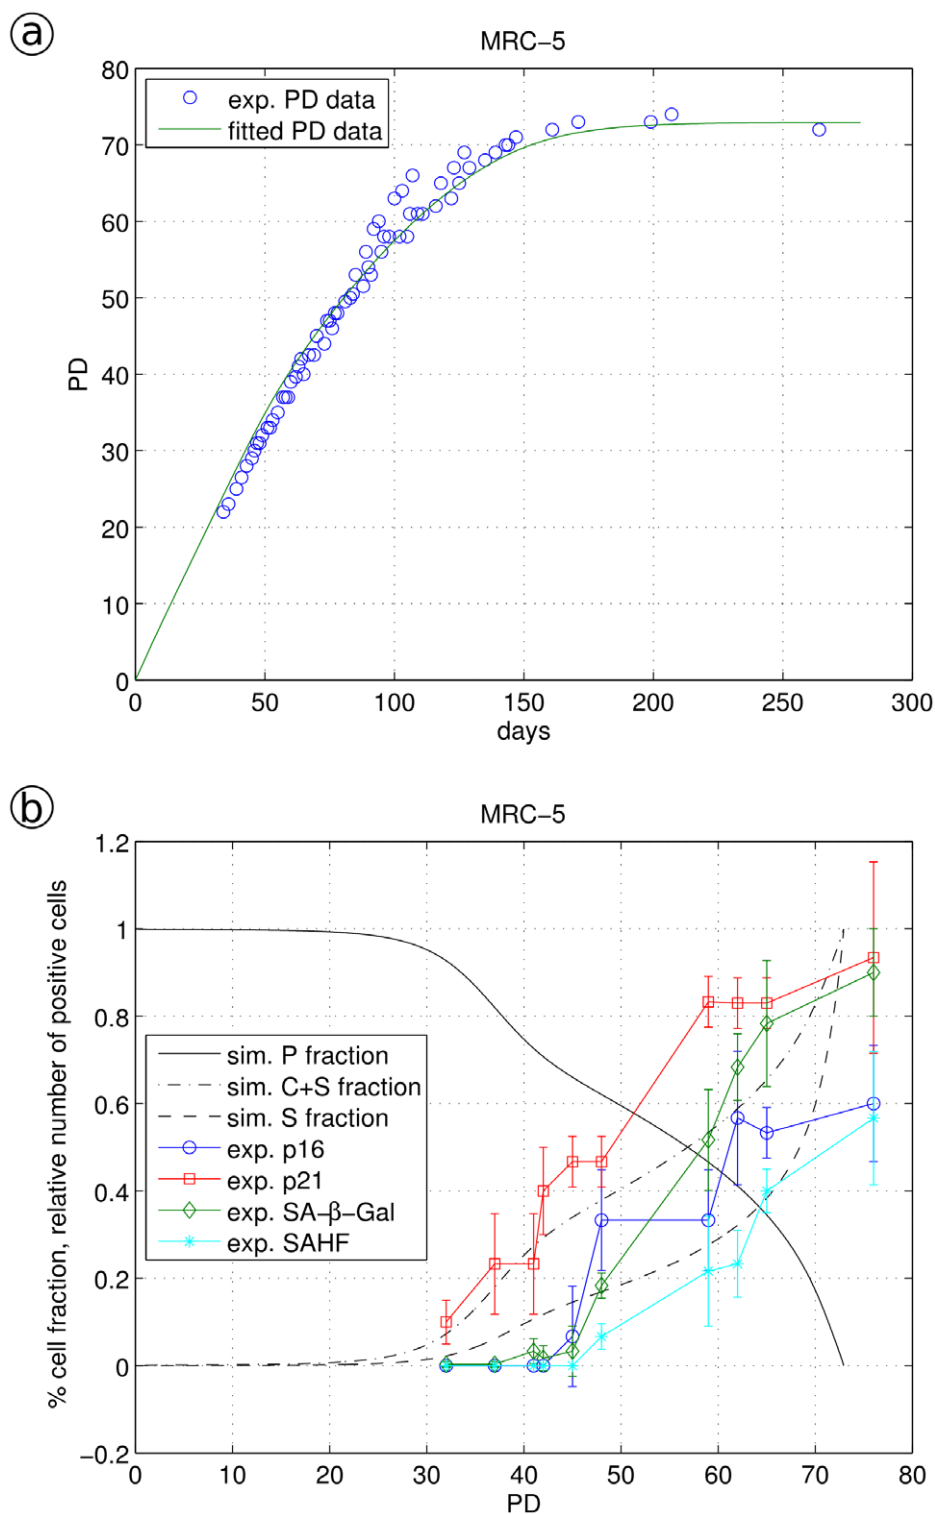 a
MRC-5
80
70
60
50
40
30
20
10
0
PD
exp. PD data
fitted PD data
0 50 100 150 200 250 300
days
b
MRC-5
1.2
1
0.8
0.6
0.4
0.2
0
-0.2
% cell fraction, relative number of positive cells
sim. P fraction
sim. C+S fraction
sim. S fraction
exp. p16
exp. p21
exp. SA-β-Gal
exp. SAHF
0 10 20 30 40 50 60 70 80
PD